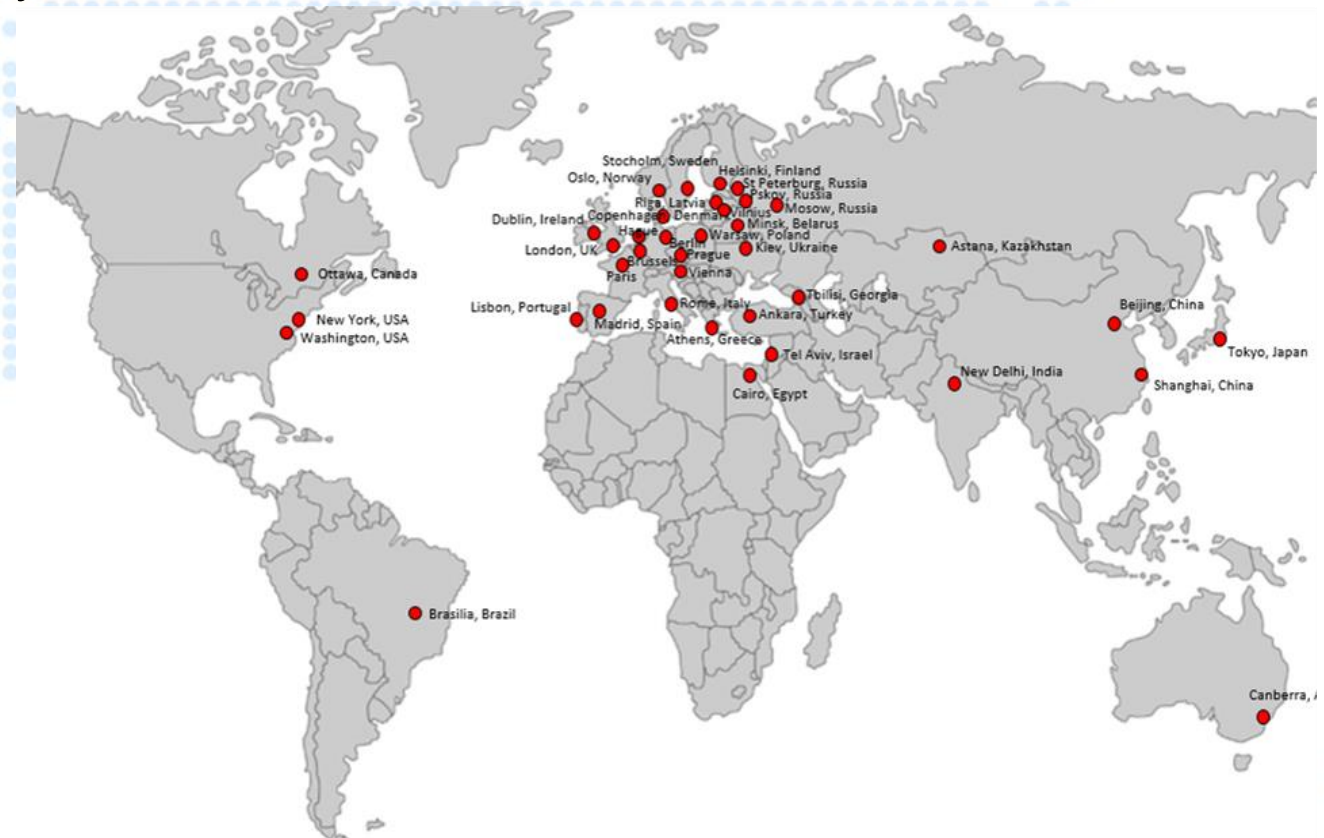 Stocholm, Sweden
Helsinki, Finland
Oslo, Norway
St Peterburg, Russia
Pskov, Russia
Riga, Latvia
Mosow, Russia
Vilnius
Copenhagen, Denmark
Dublin, Ireland
Minsk, Belarus
Hague
Warsaw, Poland
Berlin
London, UK
Kiev, Ukraine
Prague
Brussels
Paris
Vienna
Astana, Kazakhstan
Ottawa, Canada
Tbilisi, Georgia
Rome, Italy
Lisbon, Portugal
Beijing, China
Ankara, Turkey
New York, USA
Madrid, Spain
Washington, USA
Athens, Greece
Tokyo, Japan
Tel Aviv, Israel
New Delhi, India
Shanghai, China
Cairo, Egypt
Brasilia, Brazil
Canberra,